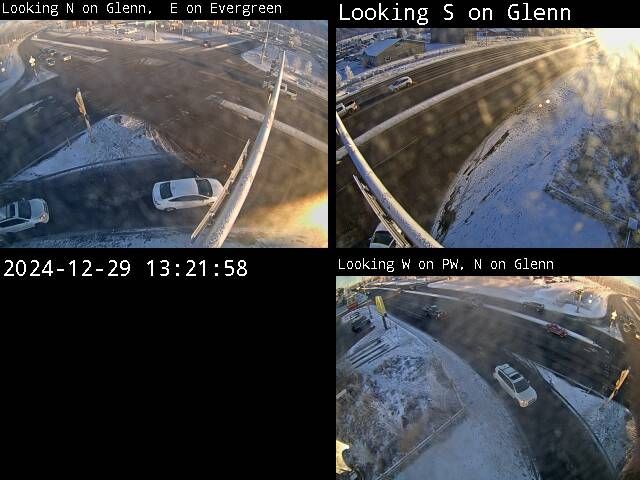 Looking N on Glenn,  E on Evergreen
Looking S on Glenn
2024-12-29 13:21:58
Looking W on PW, N on Glenn